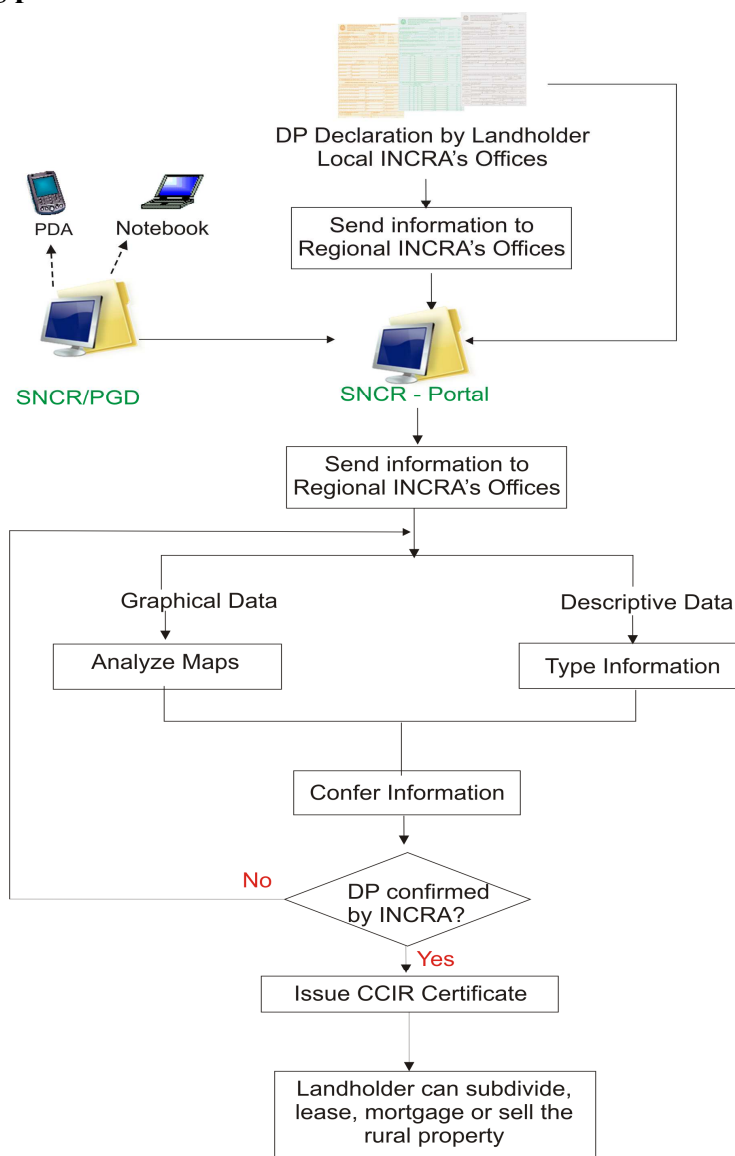 DP Declaration by Landholder
Local INCRA's Offices
PDA
Notebook
Send information to
Regional INCRA's Offices
SNCR/PGD
SNCR - Portal
Send information to
Regional INCRA's Offices
Graphical Data
Descriptive Data
Analyze Maps
Type Information
Confer Information
No
DP confirmed
by INCRA?
Yes
Issue CCIR Certificate
Landholder can subdivide,
lease, mortgage or sell the
rural property